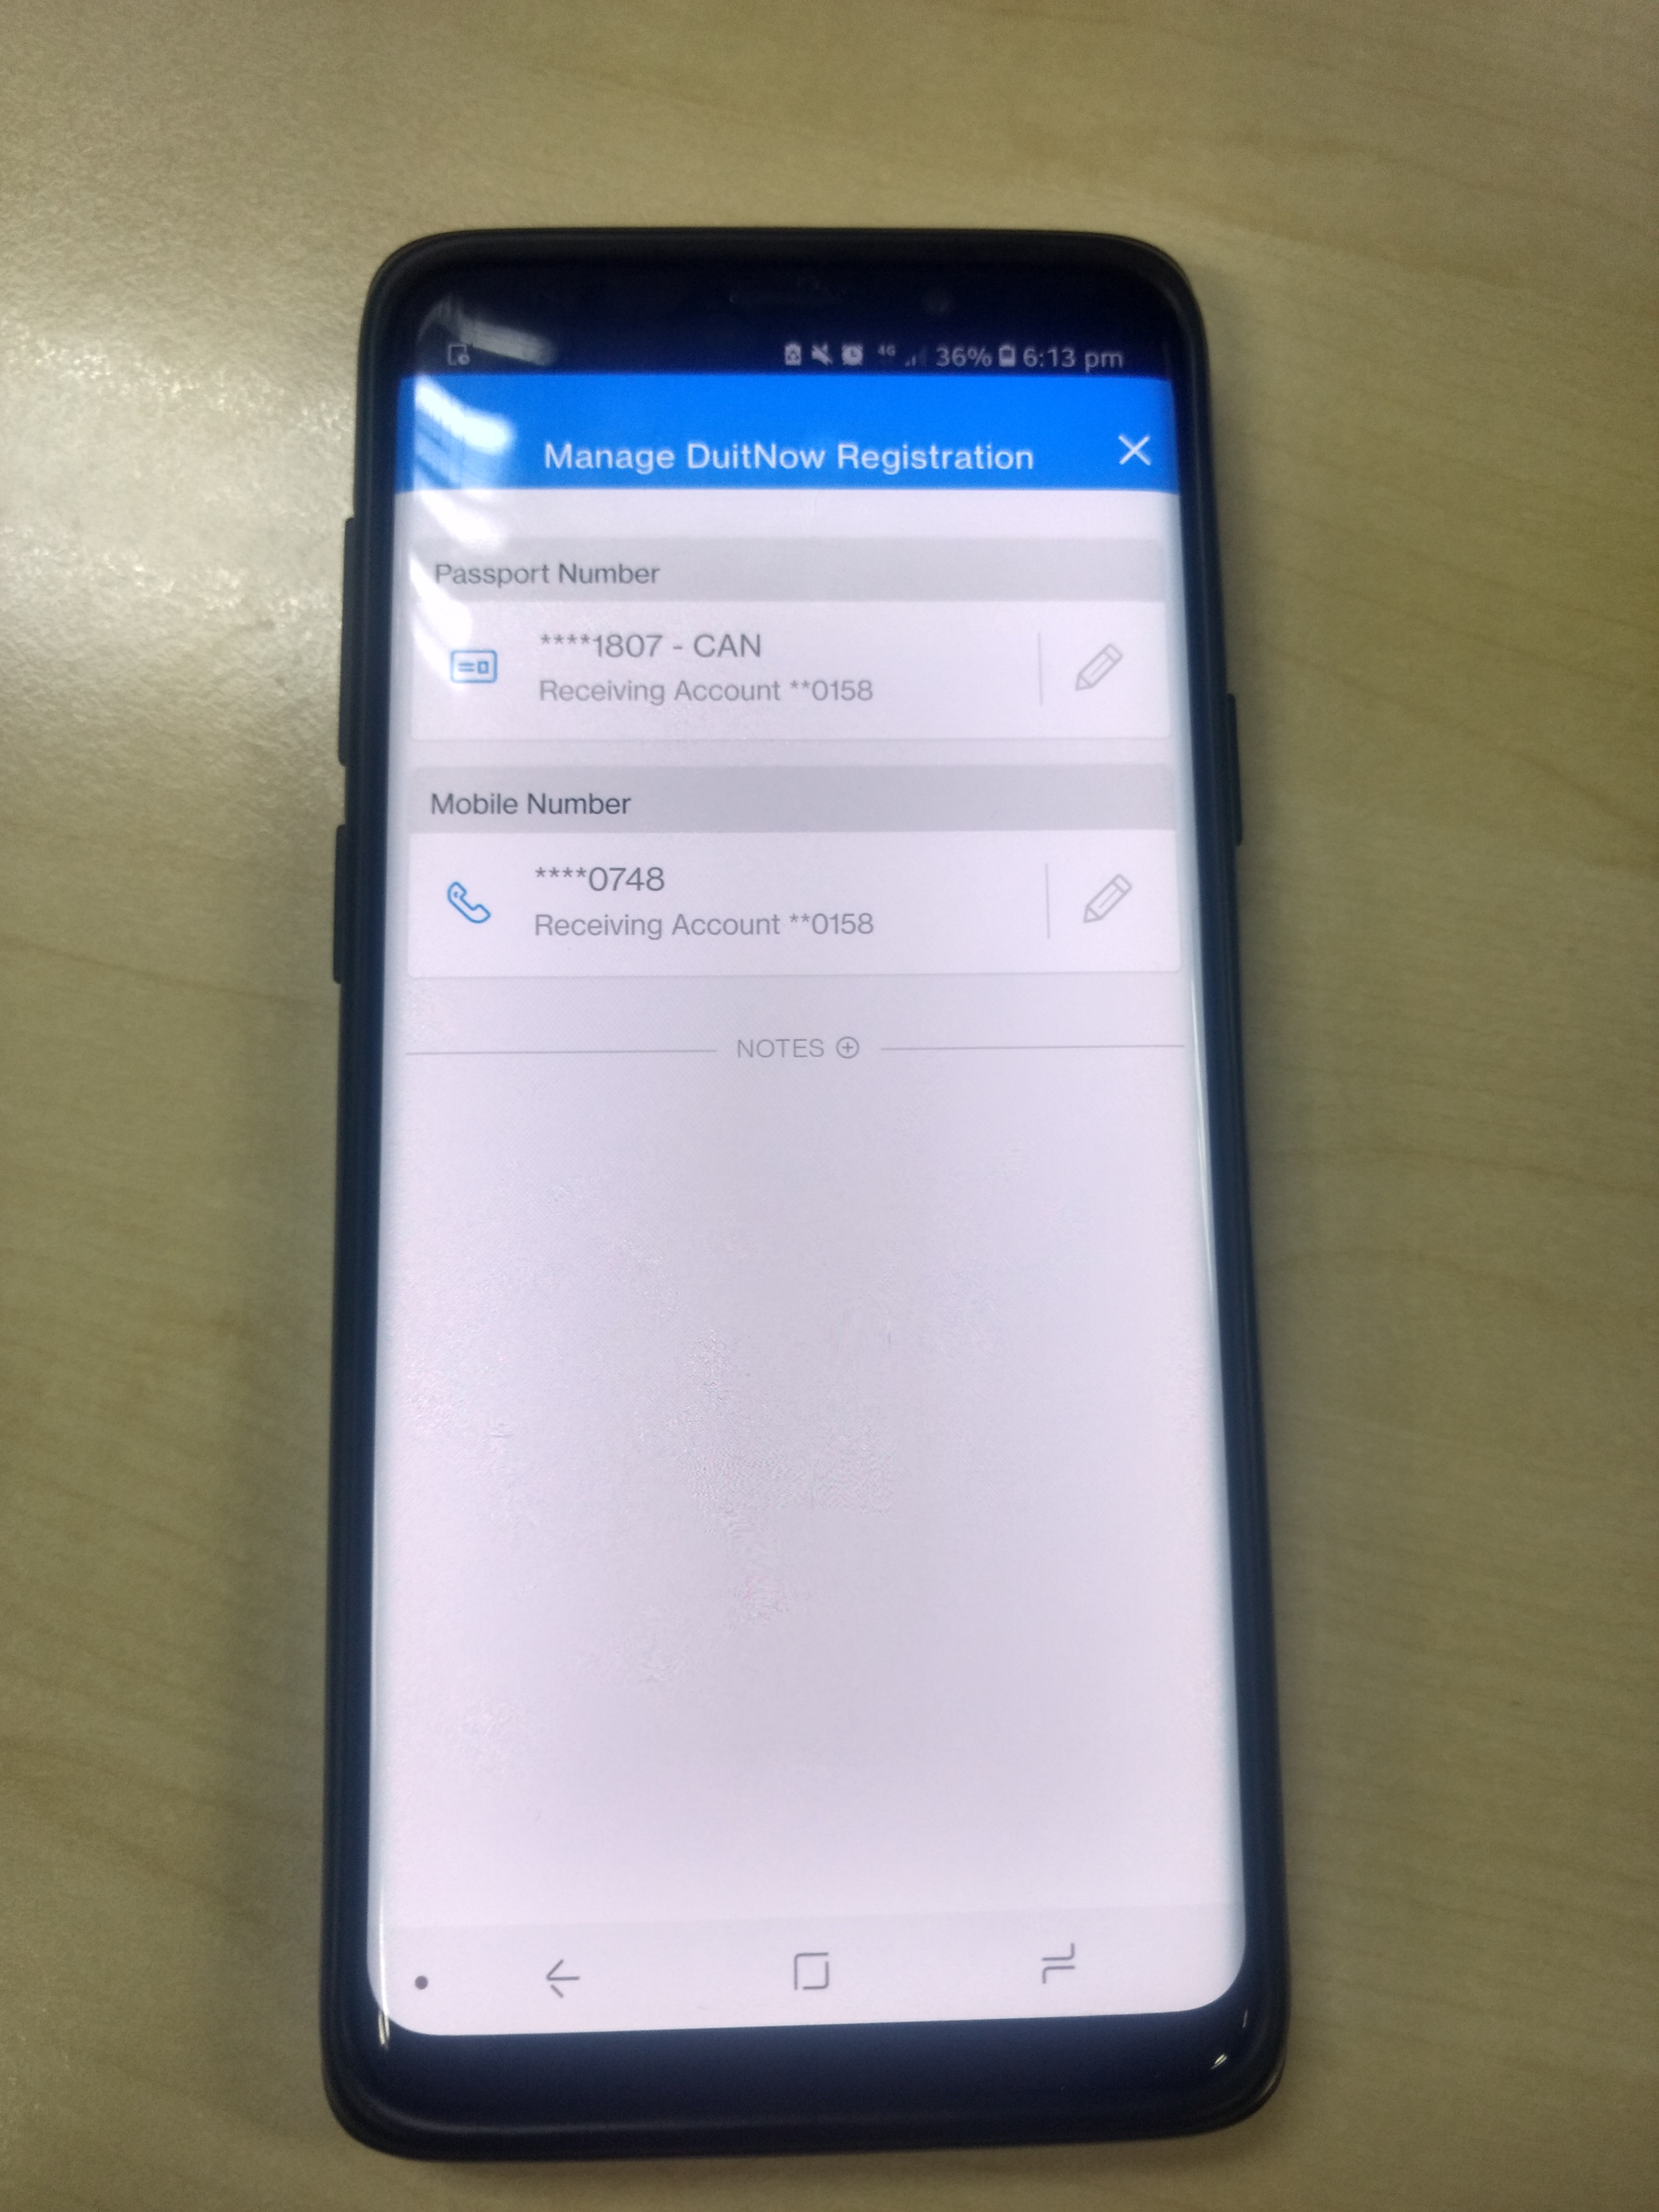 4G 36% 6:13 pm
Manage DuitNow Registration
Passport Number
****1807 - CAN
Receiving Account **0158
Mobile Number
****0748
Receiving Account **0158
NOTES